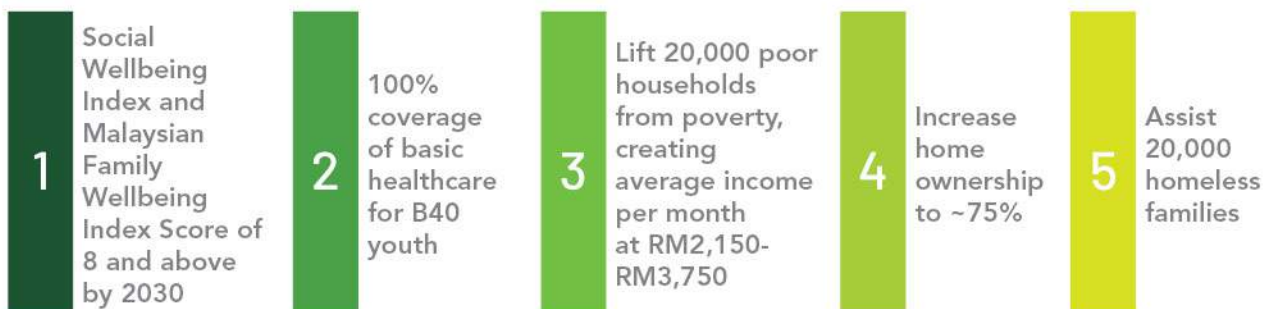 1
Social
Wellbeing
Index and
Malaysian
Family
Wellbeing
Index Score of
8 and above
by 2030
2
100%
coverage
of basic
healthcare
for B40
youth
3
Lift 20,000 poor
households
from poverty,
creating
average income
per month
at RM2,150-
RM3,750
4
Increase
home
ownership
to ~75%
5
Assist
20,000
homeless
families